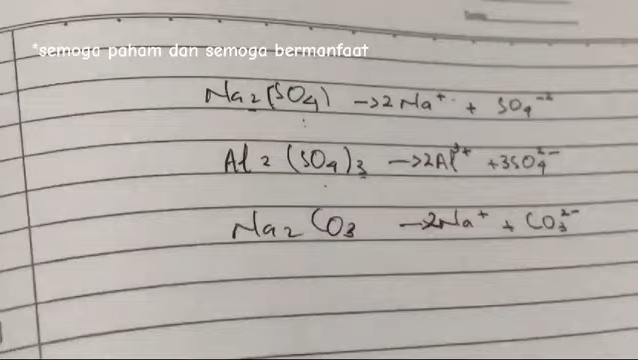 *semoga paham dan semoga bermanfaat
Na₂(SO₄) → 2Na⁺ + SO₄⁻²
Al₂(SO₄)₃ → 2Al³⁺ + 3SO₄²⁻
Na₂CO₃ → 2Na⁺ + CO₃²⁻